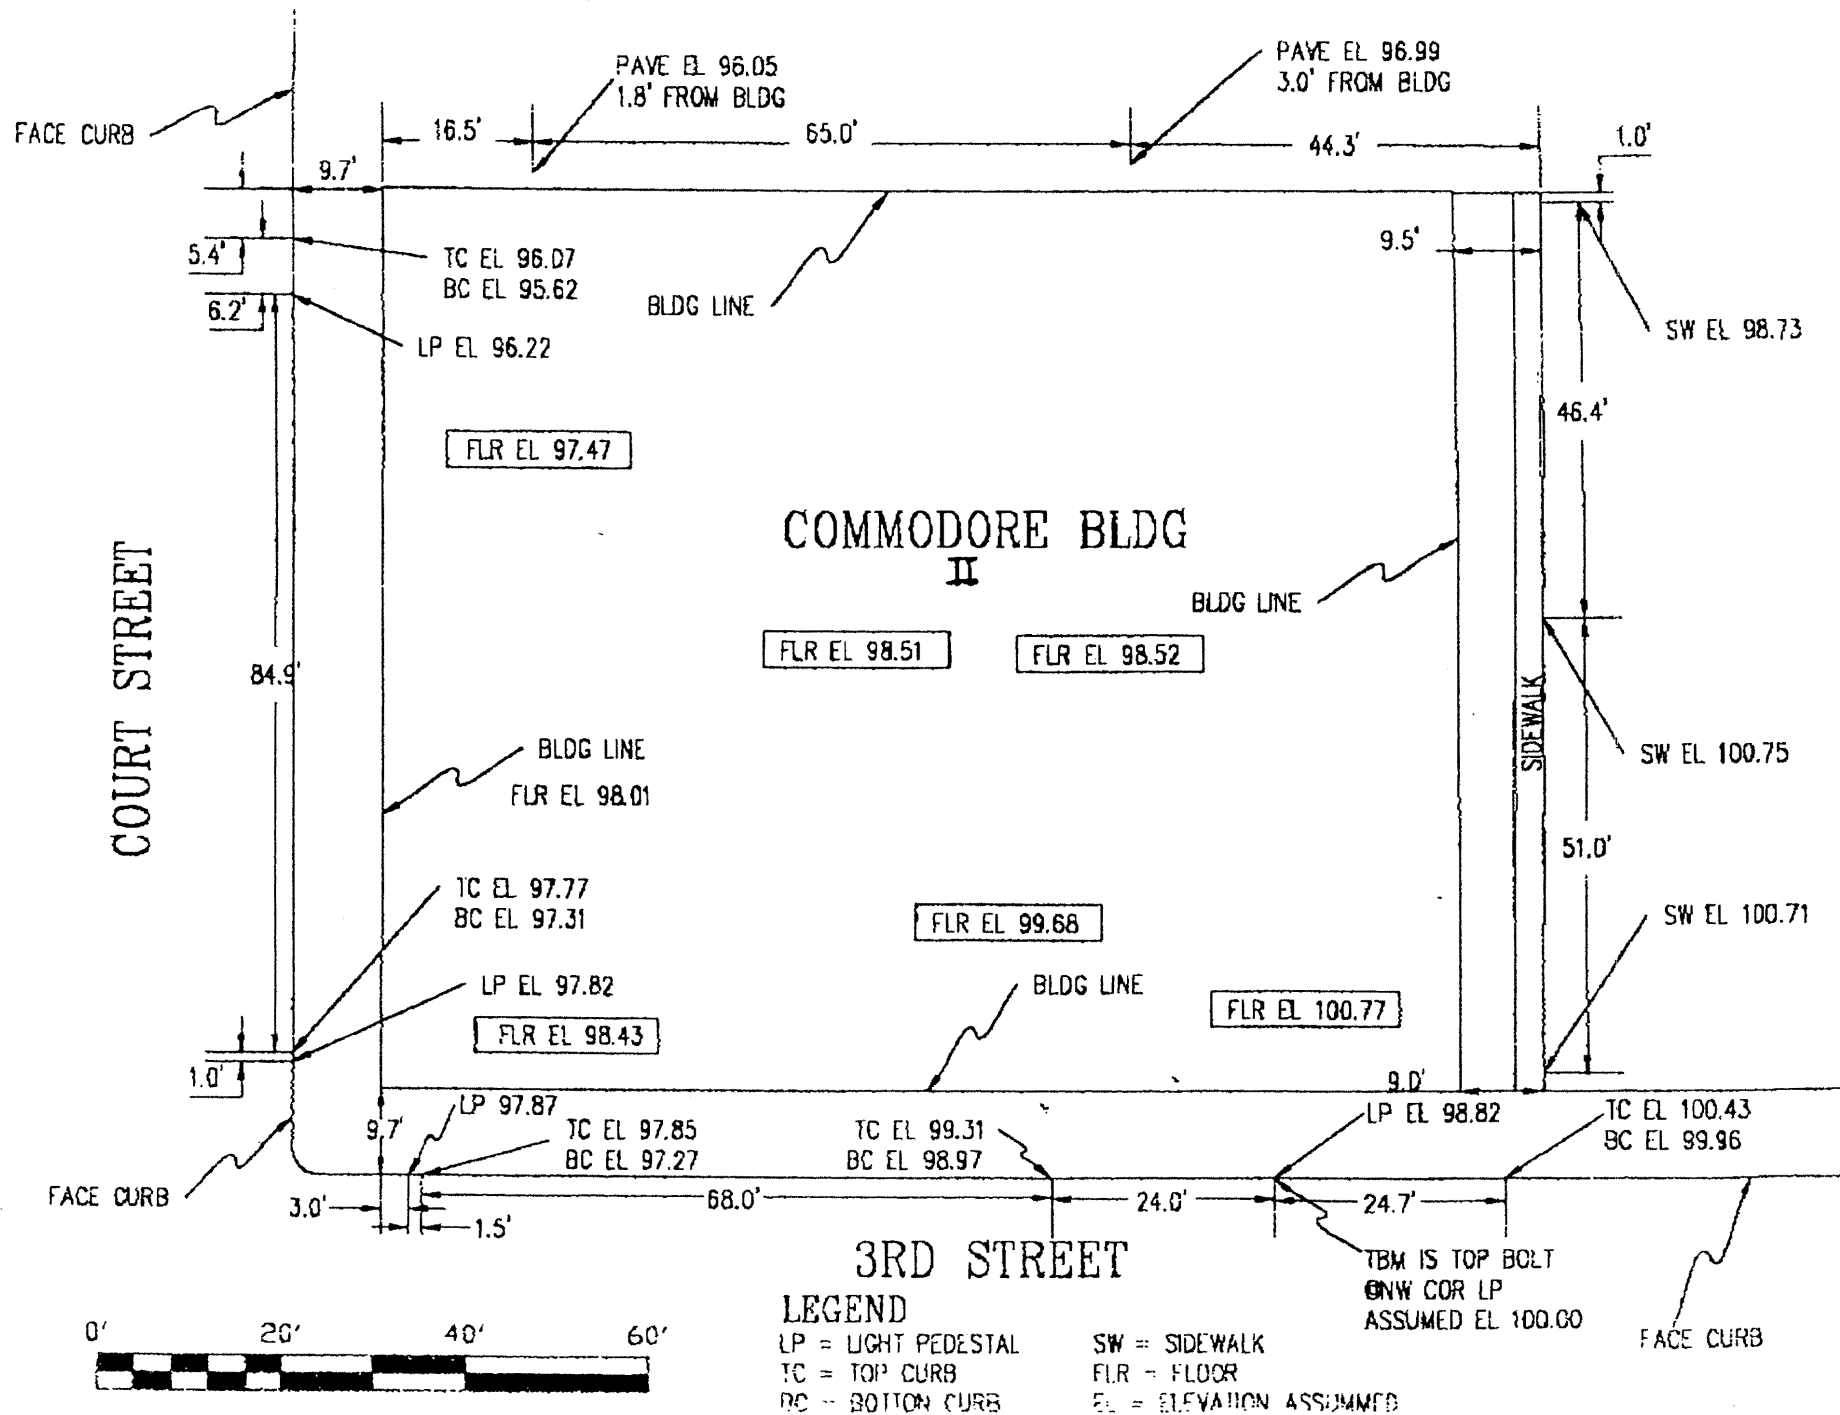 PAVE EL 96.05
1.8' FROM BLDG
PAVE EL 96.99
3.0' FROM BLDG
FACE CURB
16.5'
65.0'
44.3'
1.0'
9.7'
5.4'
TC EL 96.07
BC EL 95.62
9.5'
6.2'
BLDG LINE
SW EL 98.73
LP EL 96.22
46.4'
FLR EL 97.47
COMMODORE BLDG
II
BLDG LINE
COURT STREET
84.9'
FLR EL 98.51
FLR EL 98.52
SIDEWALK
BLDG LINE
FLR EL 98.01
SW EL 100.75
51.0'
TC EL 97.77
BC EL 97.31
FLR EL 99.68
SW EL 100.71
LP EL 97.82
BLDG LINE
FLR EL 98.43
FLR EL 100.77
1.0'
9.0'
LP 97.87
9.7'
TC EL 97.85
BC EL 97.27
TC EL 99.31
BC EL 98.97
LP EL 98.82
TC EL 100.43
BC EL 99.96
FACE CURB
3.0'
1.5'
68.0'
24.0'
24.7'
3RD STREET
TBM IS TOP BOLT
ONW COR LP
ASSUMED EL 100.00
FACE CURB
0' 20' 40' 60'
LEGEND
LP = LIGHT PEDESTAL
SW = SIDEWALK
TC = TOP CURB
FLR = FLOOR
BC = BOTTON CURB
EL = ELEVATION ASSUMMED